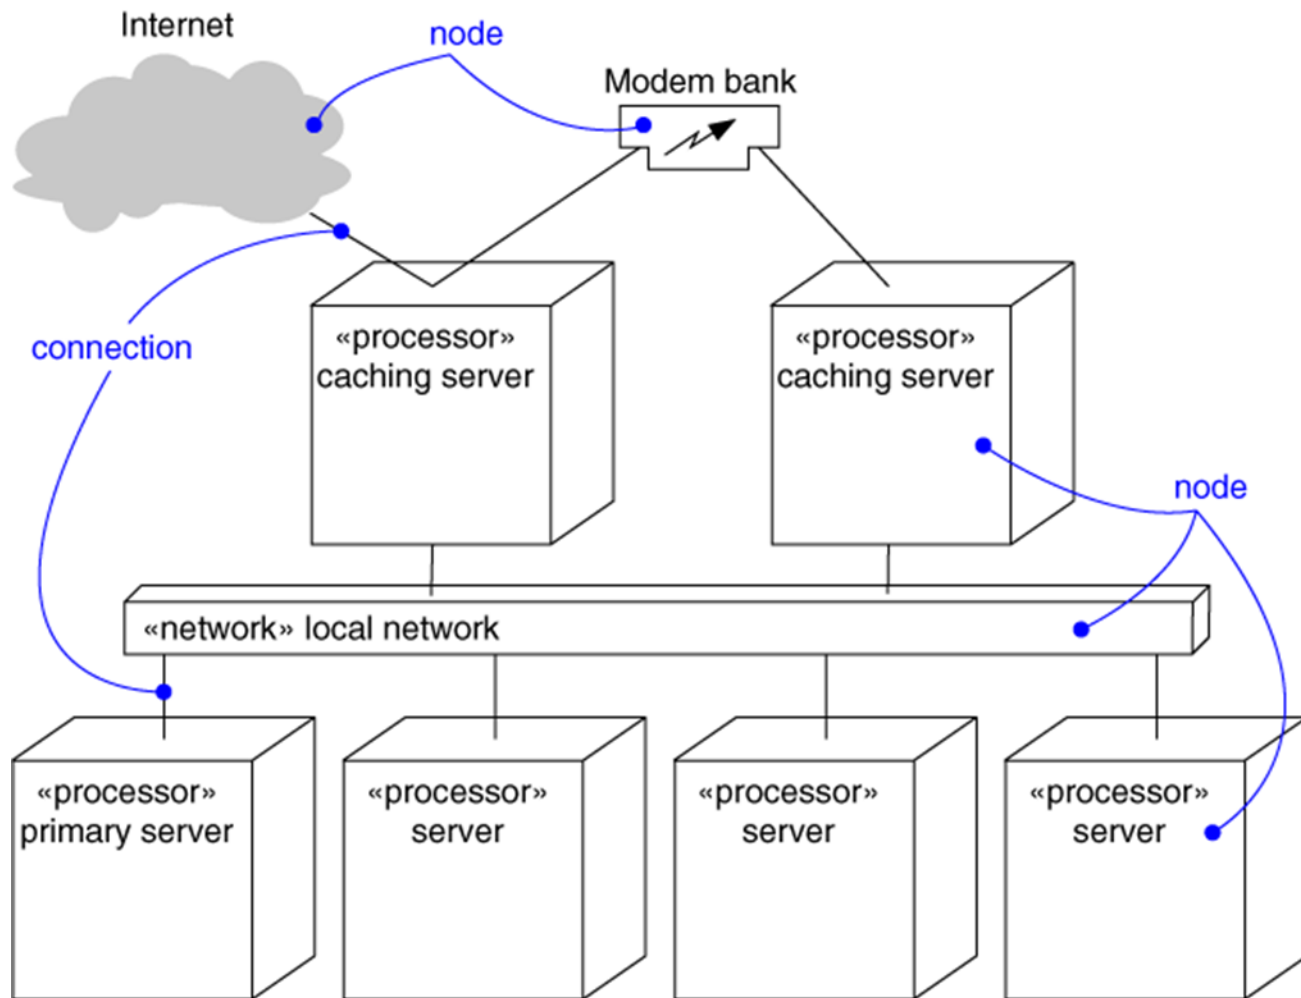 Internet
node
Modem bank
connection
«processor»
caching server
«processor»
caching server
node
«network» local network
«processor»
primary server
«processor»
server
«processor»
server
«processor»
server